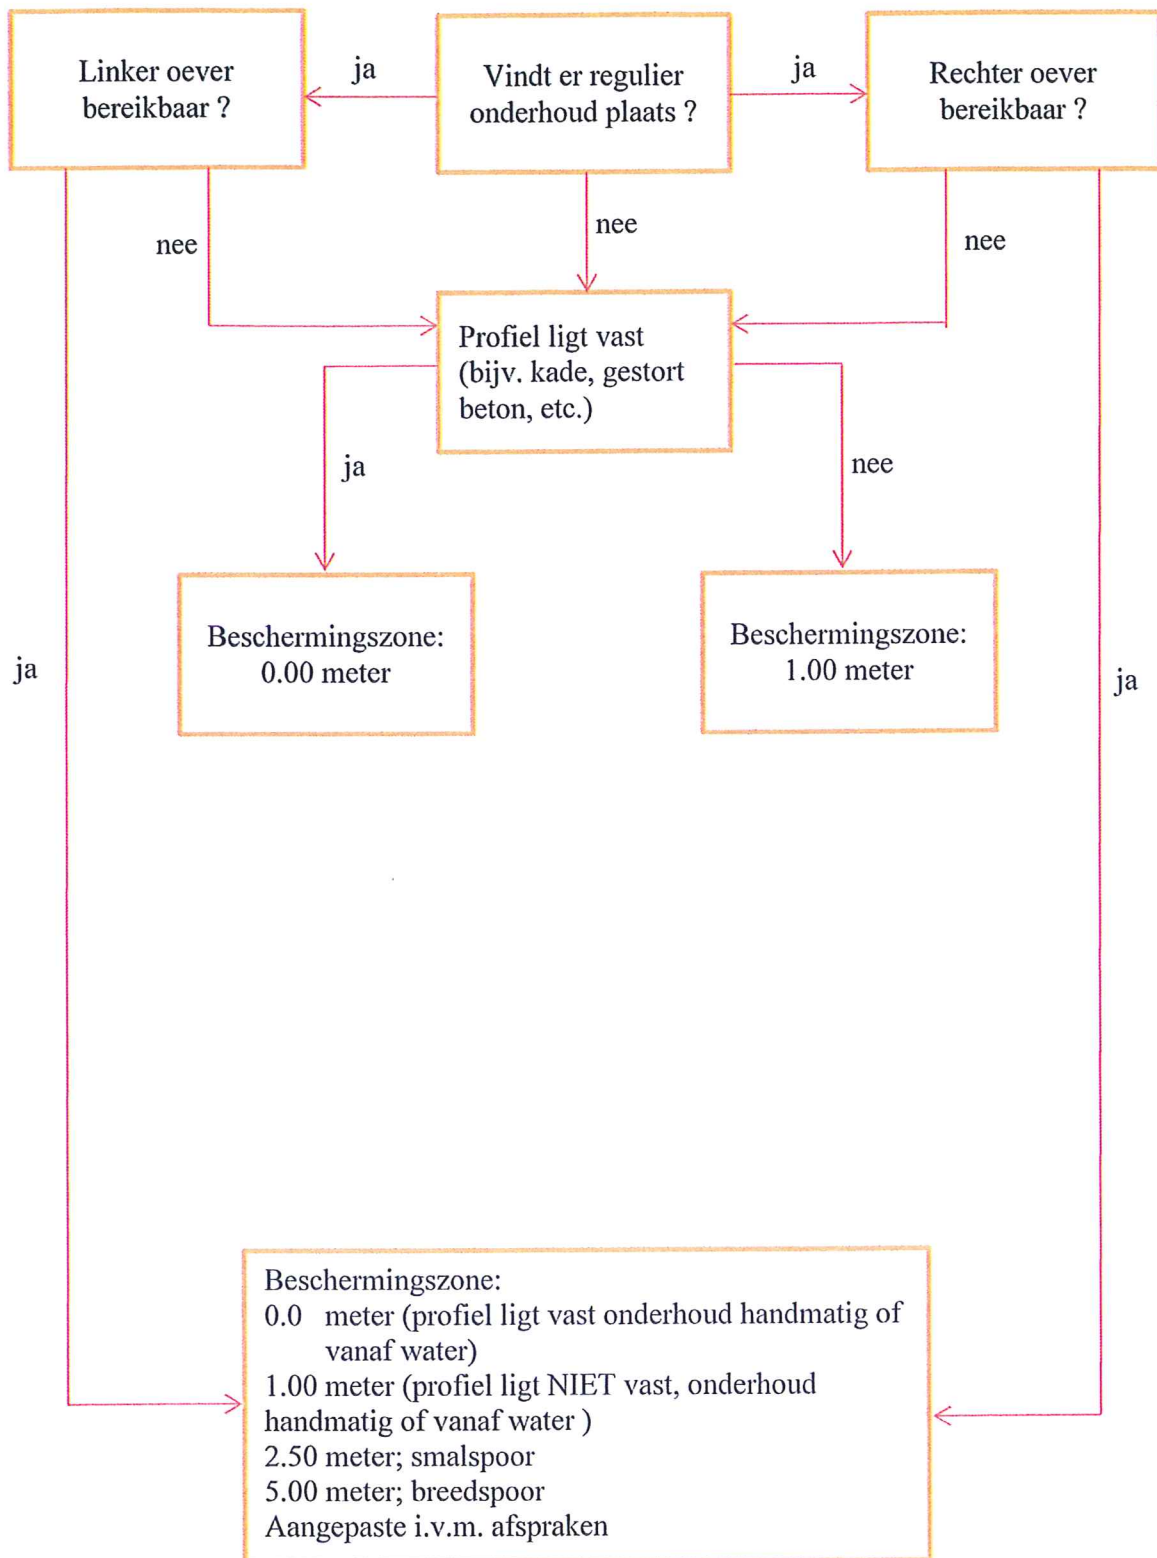 Linker oever
bereikbaar ?
ja
Vindt er regulier
onderhoud plaats ?
ja
Rechter oever
bereikbaar ?
nee
nee
nee
Profiel ligt vast
(bijv. kade, gestort
beton, etc.)
ja
nee
Beschermingszone:
0.00 meter
Beschermingszone:
1.00 meter
ja
ja
Beschermingszone:
0.0 meter (profiel ligt vast onderhoud handmatig of
vanaf water)
1.00 meter (profiel ligt NIET vast, onderhoud
handmatig of vanaf water )
2.50 meter; smalspoor
5.00 meter; breedspoor
Aangepaste i.v.m. afspraken